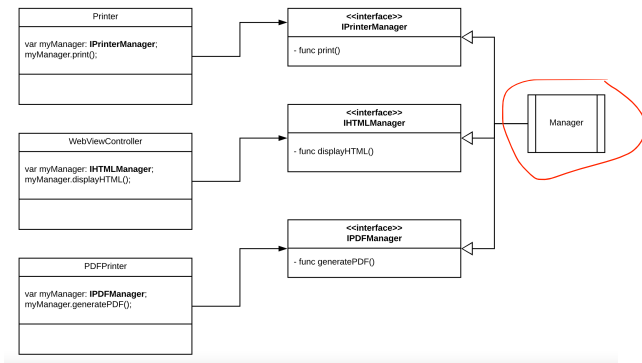 Printer
var myManager: IPrinterManager;
myManager.print();
<<interface>>
IPrinterManager
- func print()
WebViewController
var myManager: IHTMLManager;
myManager.displayHTML();
<<interface>>
IHTMLManager
- func displayHTML()
Manager
PDFPrinter
var myManager: IPDFManager;
myManager.generatePDF();
<<interface>>
IPDFManager
- func generatePDF()